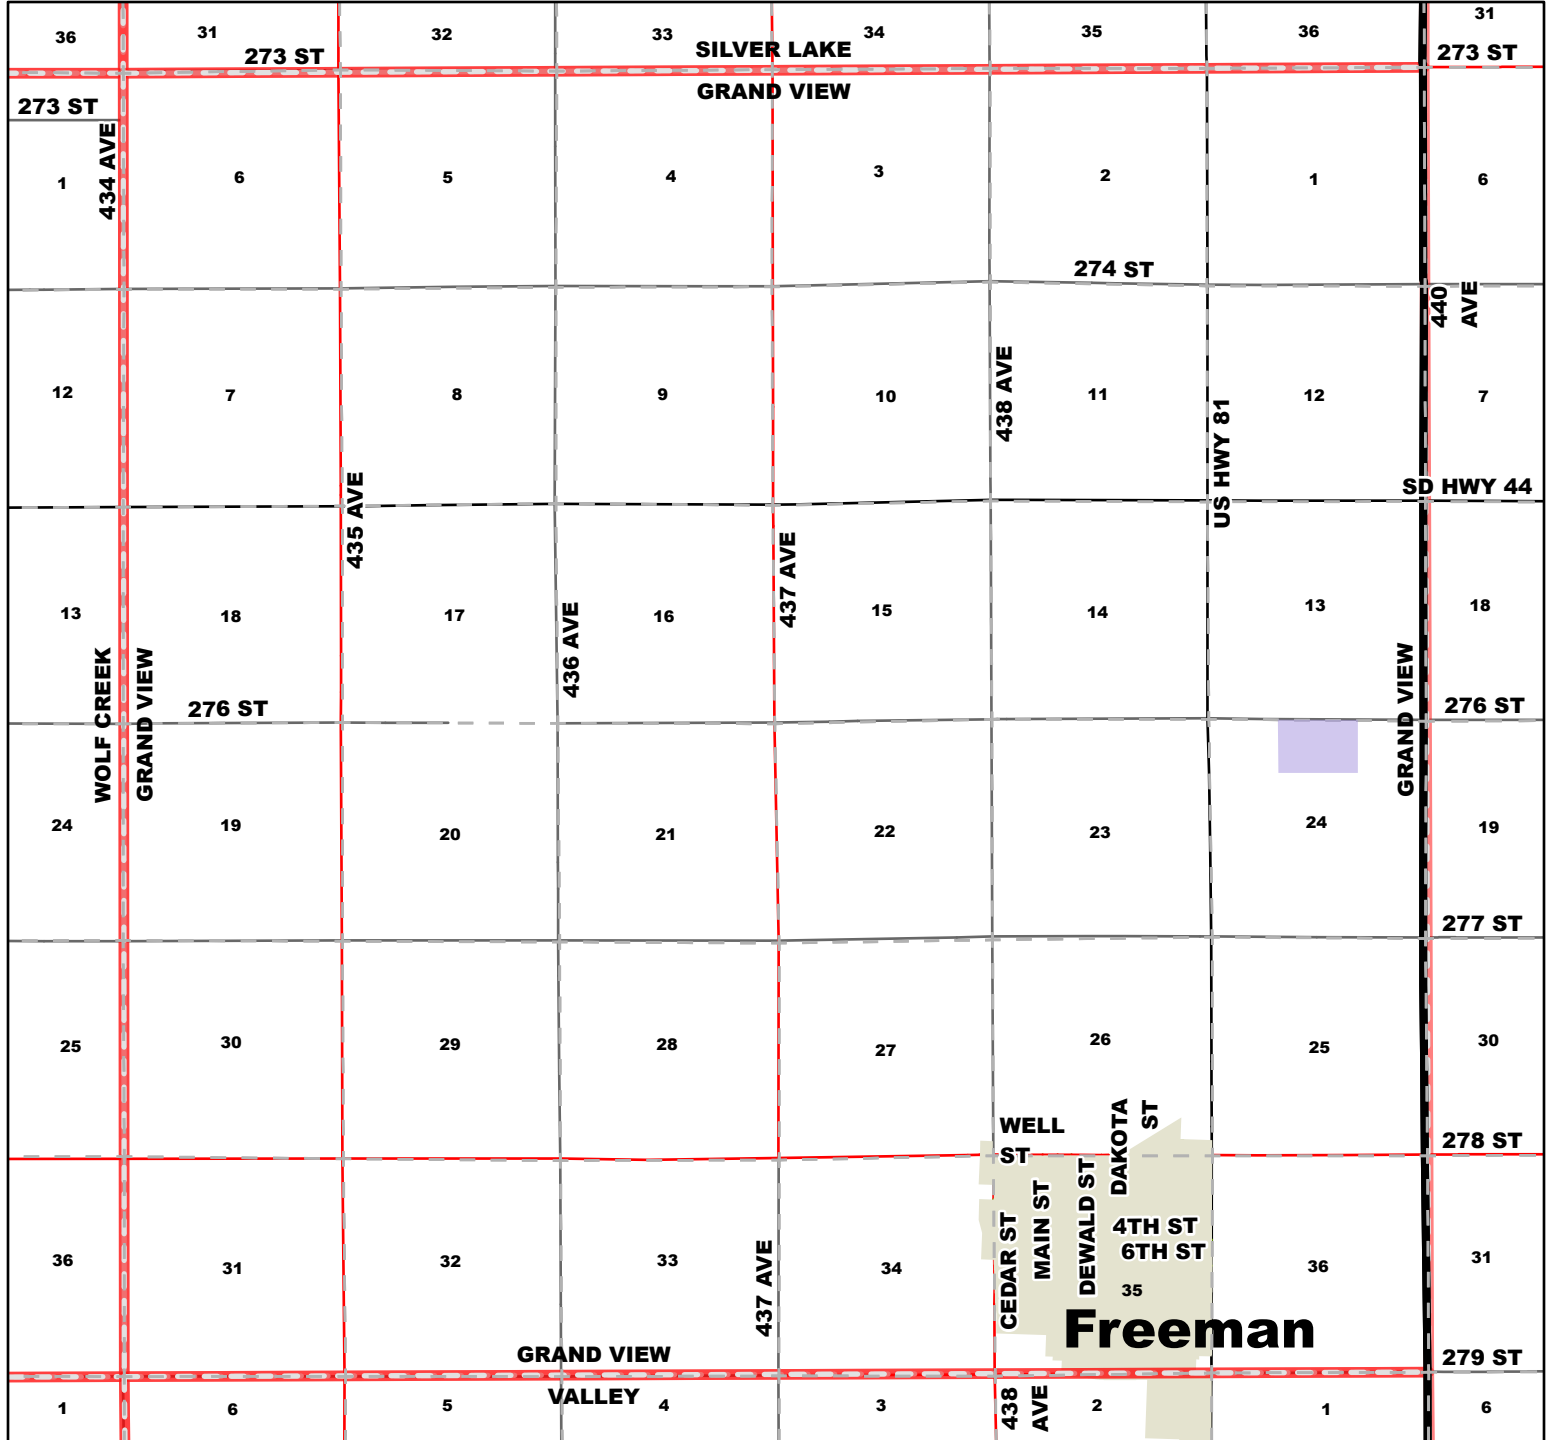 36
31
32
33
34
35
36
31
273 ST
SILVER LAKE
273 ST
GRAND VIEW
273 ST
434 AVE
1
6
5
4
3
2
1
6
274 ST
440
AVE
12
7
8
9
10
438 AVE
11
12
7
US HWY 81
SD HWY 44
435 AVE
437 AVE
13
18
17
436 AVE
16
15
14
13
18
WOLF CREEK
GRAND VIEW
276 ST
GRAND VIEW
276 ST
24
19
20
21
22
23
24
19
277 ST
25
30
29
28
27
26
25
30
WELL
ST
DAKOTA
ST
278 ST
CEDAR ST
MAIN ST
DEWALD ST
4TH ST
6TH ST
36
31
32
33
437 AVE
34
35
36
31
Freeman
GRAND VIEW
279 ST
VALLEY
1
6
5
4
3
438
AVE
2
1
6